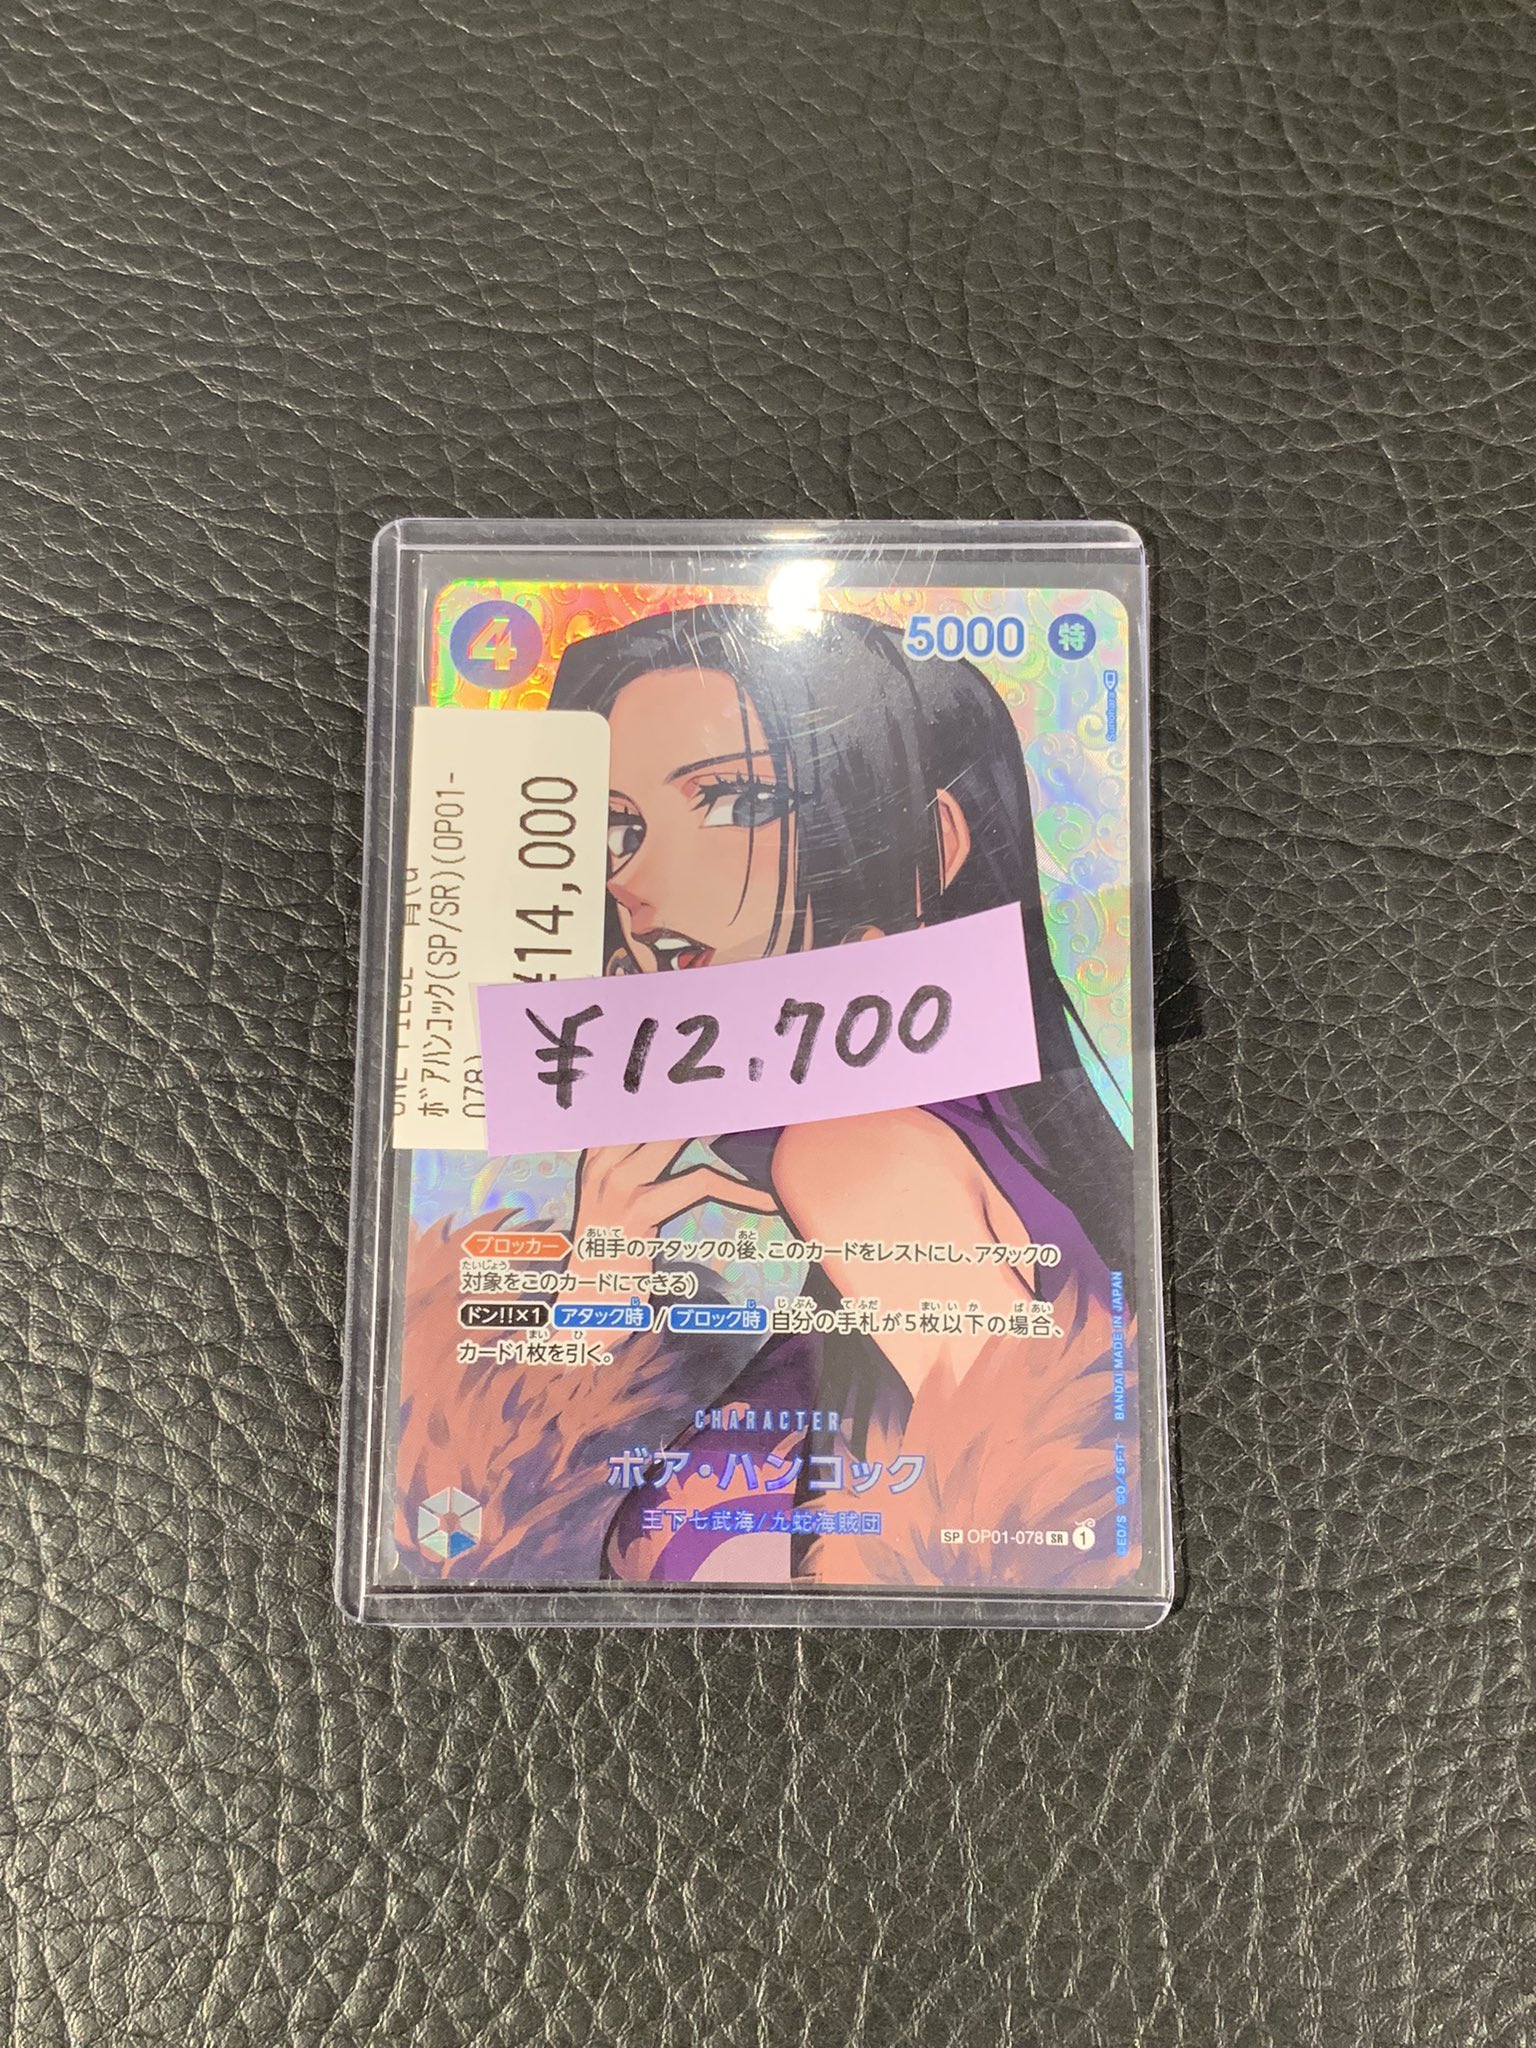 4
5000
特
Sunohara
ONE PIECE 青(d
ボアハンコック(SP/SR)(OP01-
078)
¥14,000
¥12,700
ブロッカー (相手のアタックの後、このカードをレストにし、アタックの
対象をこのカードにできる)
ドン!!×1 アタック時 / ブロック時 自分の手札が5枚以下の場合、
カード1枚を引く。
CHARACTER
ボア・ハンコック
王下七武海/九蛇海賊団
SP OP01-078 SR 1
©EO/S ©O/S・F・T BANDAI MADE IN JAPAN